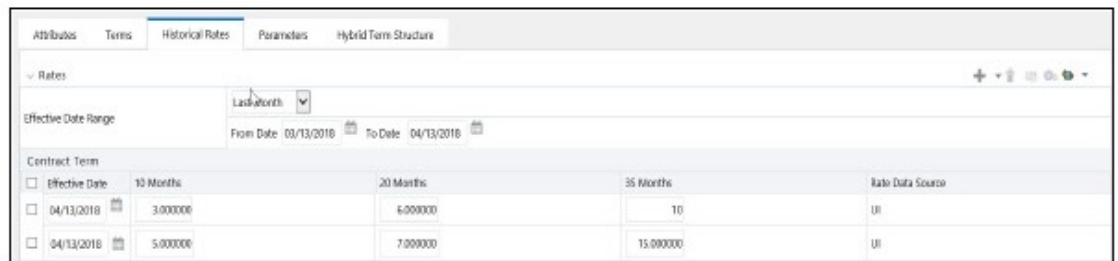 Attributes Terms Historical Rates Parameters Hybrid Term Structure
Rates
Effective Date Range
Last Month
From Date 03/13/2018 To Date 04/13/2018
Contract Term
Effective Date 10 Months 20 Months 35 Months Rate Data Source
04/13/2018 3.000000 6.000000 10 UI
04/13/2018 5.000000 7.000000 15.000000 UI